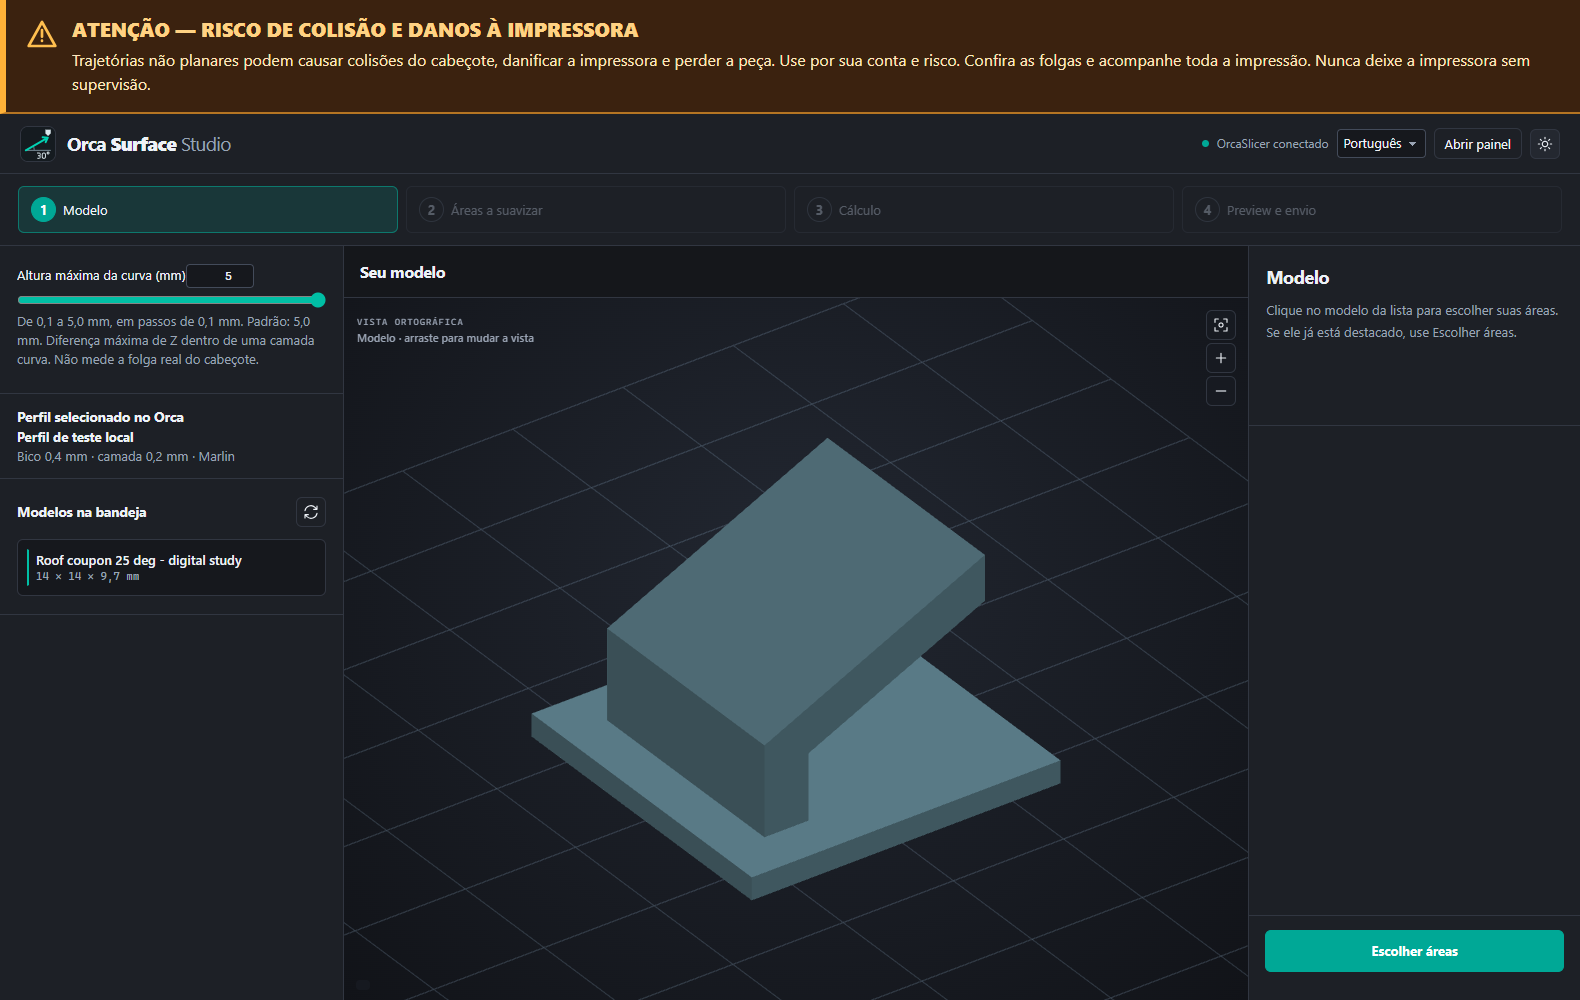 ATENÇÃO — RISCO DE COLISÃO E DANOS À IMPRESSORA
Trajetórias não planares podem causar colisões do cabeçote, danificar a impressora e perder a peça. Use por sua conta e risco. Confira as folgas e acompanhe toda a impressão. Nunca deixe a impressora sem
supervisão.
30°
Orca Surface Studio
OrcaSlicer conectado
Português
Abrir painel
1 Modelo
2 Áreas a suavizar
3 Cálculo
4 Preview e envio
Altura máxima da curva (mm) 5
De 0,1 a 5,0 mm, em passos de 0,1 mm. Padrão: 5,0
mm. Diferença máxima de Z dentro de uma camada
curva. Não mede a folga real do cabeçote.
Perfil selecionado no Orca
Perfil de teste local
Bico 0,4 mm · camada 0,2 mm · Marlin
Modelos na bandeja
Roof coupon 25 deg - digital study
14 × 14 × 9,7 mm
Seu modelo
VISTA ORTOGRÁFICA
Modelo · arraste para mudar a vista
Modelo
Clique no modelo da lista para escolher suas áreas.
Se ele já está destacado, use Escolher áreas.
Escolher áreas